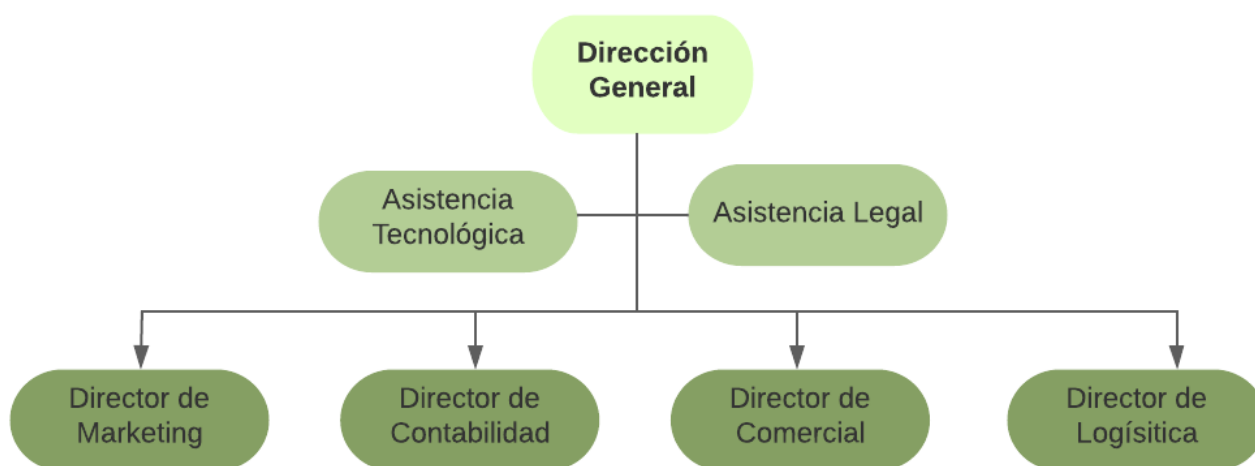 Dirección
General
Asistencia
Tecnológica
Asistencia Legal
Director de
Marketing
Director de
Contabilidad
Director de
Comercial
Director de
Logísitica